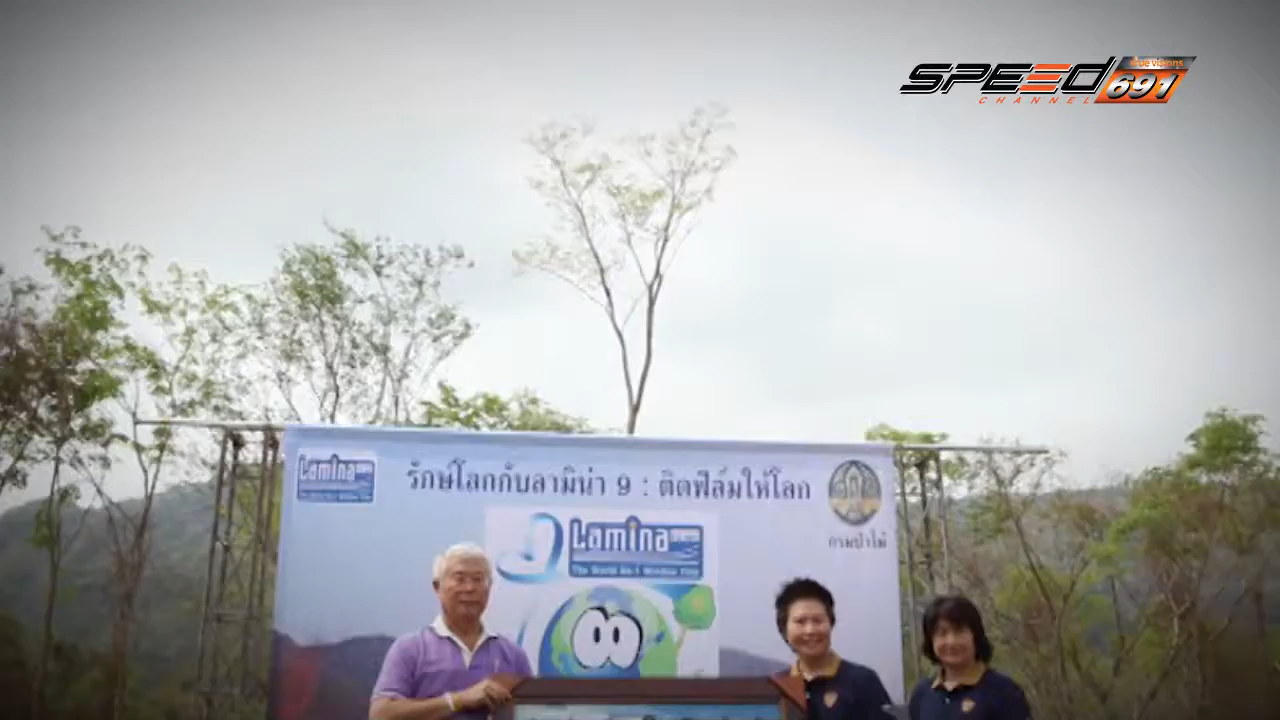 SPEED
true visions
CHANNEL
691
Lamina
รักษ์โลกกับลามิน่า 9 : ติดฟิล์มให้โลก
กรมป่าไม้
Lamina
The World No.1 Window Film